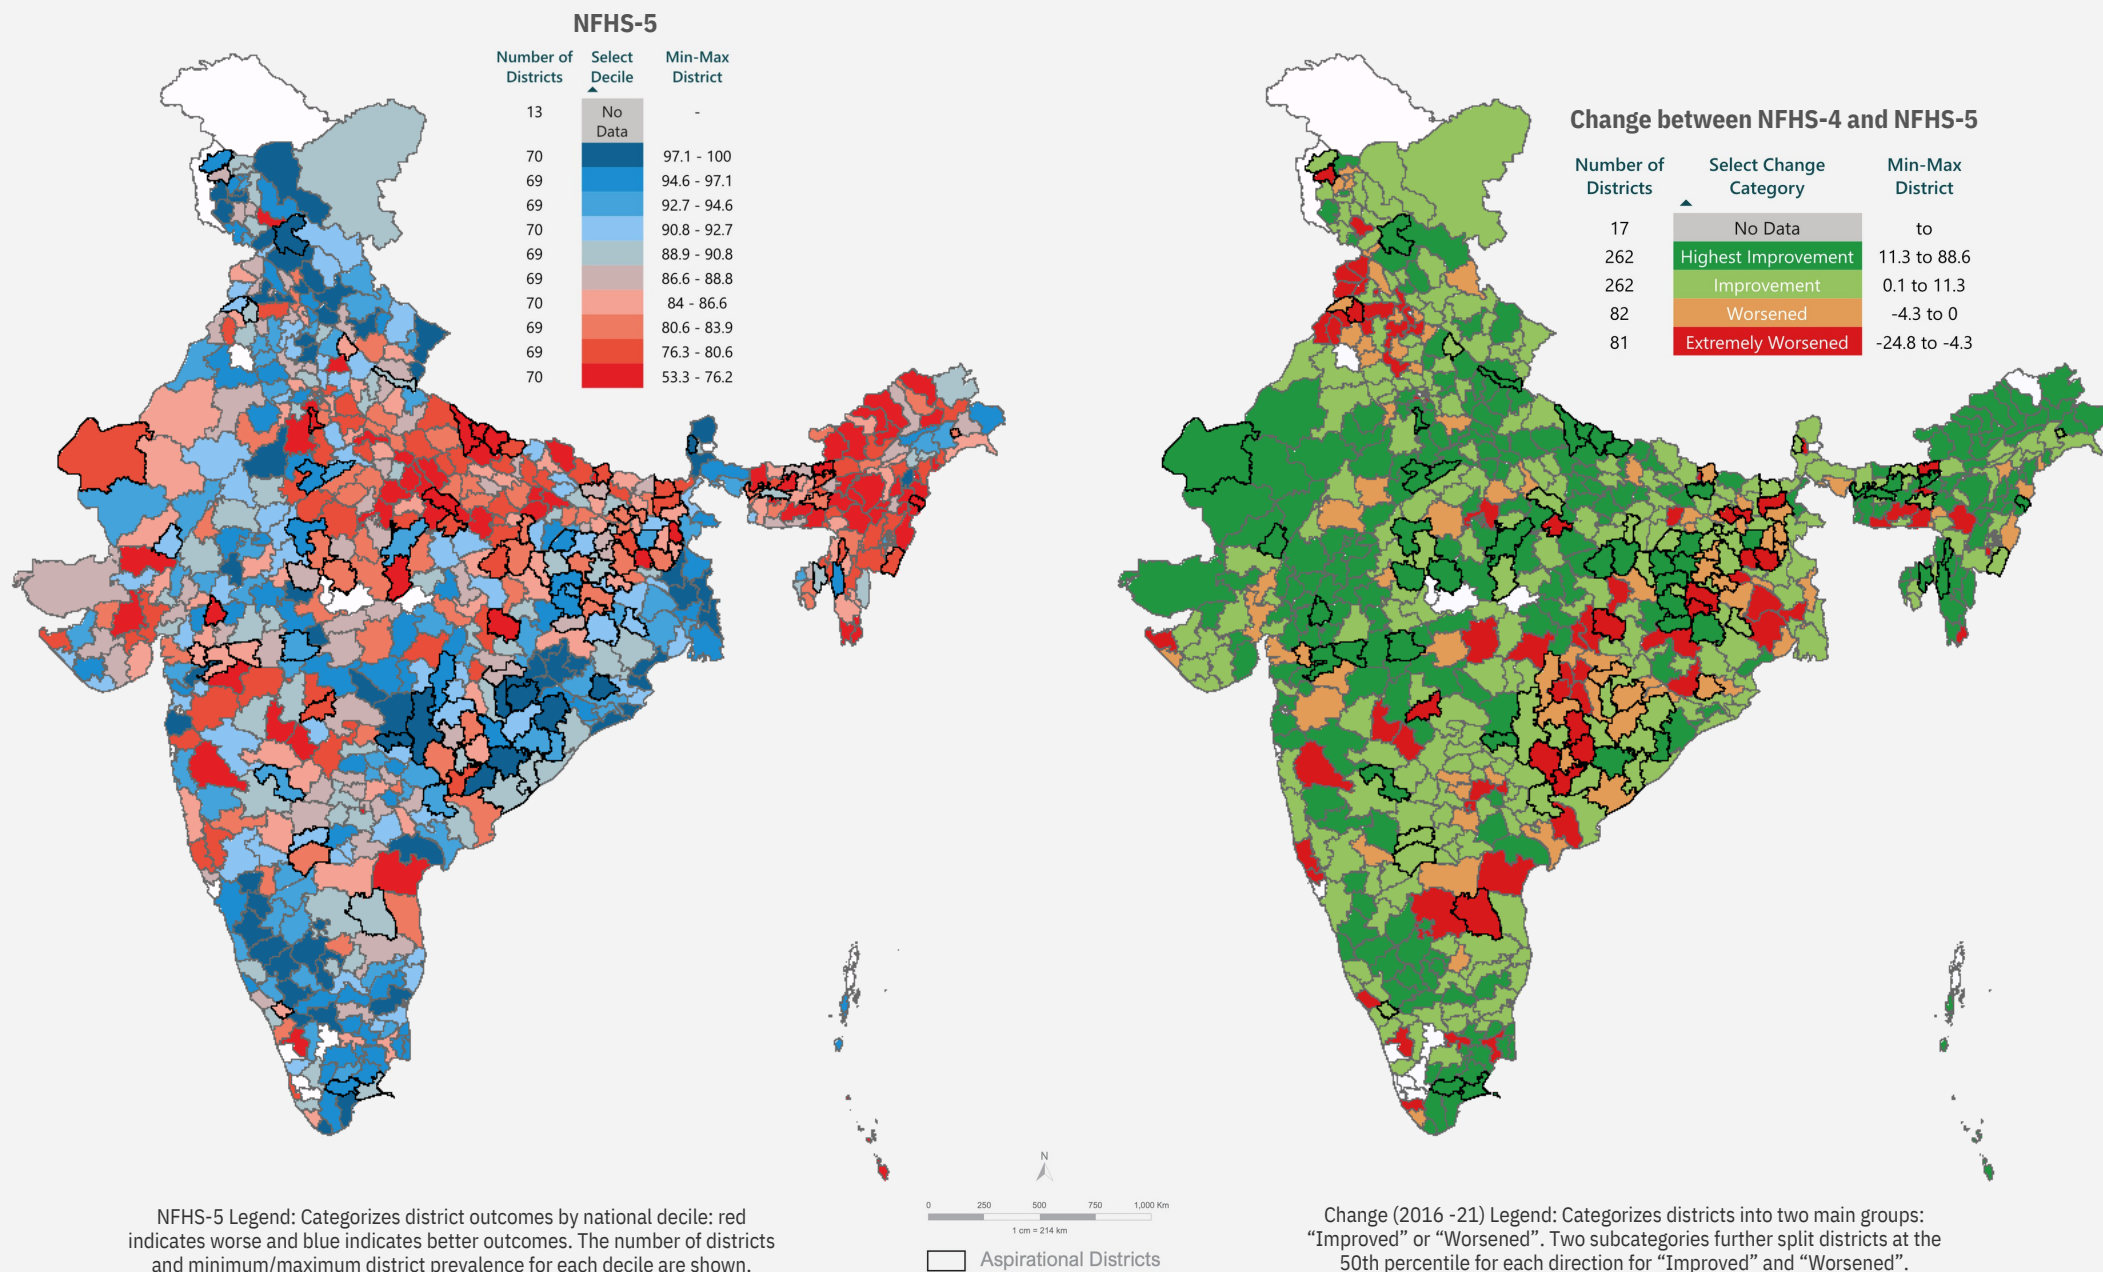 NFHS-5
Number of Districts Select Decile Min-Max District
13 No Data -
70 97.1 - 100
69 94.6 - 97.1
69 92.7 - 94.6
70 90.8 - 92.7
69 88.9 - 90.8
69 86.6 - 88.8
70 84 - 86.6
69 80.6 - 83.9
69 76.3 - 80.6
70 53.3 - 76.2
Change between NFHS-4 and NFHS-5
Number of Districts Select Change Category Min-Max District
17 No Data to
262 Highest Improvement 11.3 to 88.6
262 Improvement 0.1 to 11.3
82 Worsened -4.3 to 0
81 Extremely Worsened -24.8 to -4.3
NFHS-5 Legend: Categorizes district outcomes by national decile: red
indicates worse and blue indicates better outcomes. The number of districts
and minimum/maximum district prevalence for each decile are shown.
N
0 250 500 750 1,000 Km
1 cm = 214 km
Aspirational Districts
Change (2016 -21) Legend: Categorizes districts into two main groups:
“Improved” or “Worsened”. Two subcategories further split districts at the
50th percentile for each direction for “Improved” and “Worsened”.